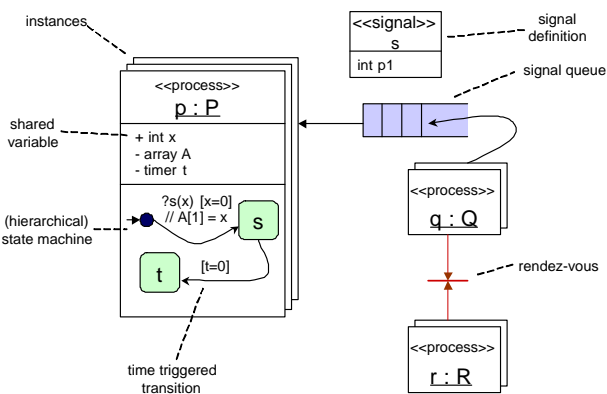 instances
<<signal>>
s
int p1
signal
definition
signal queue
<<process>>
p : P
shared
variable
+ int x
- array A
- timer t
(hierarchical)
state machine
?s(x) [x=0]
// A[1] = x
s
t
[t=0]
time triggered
transition
<<process>>
q : Q
rendez-vous
<<process>>
r : R